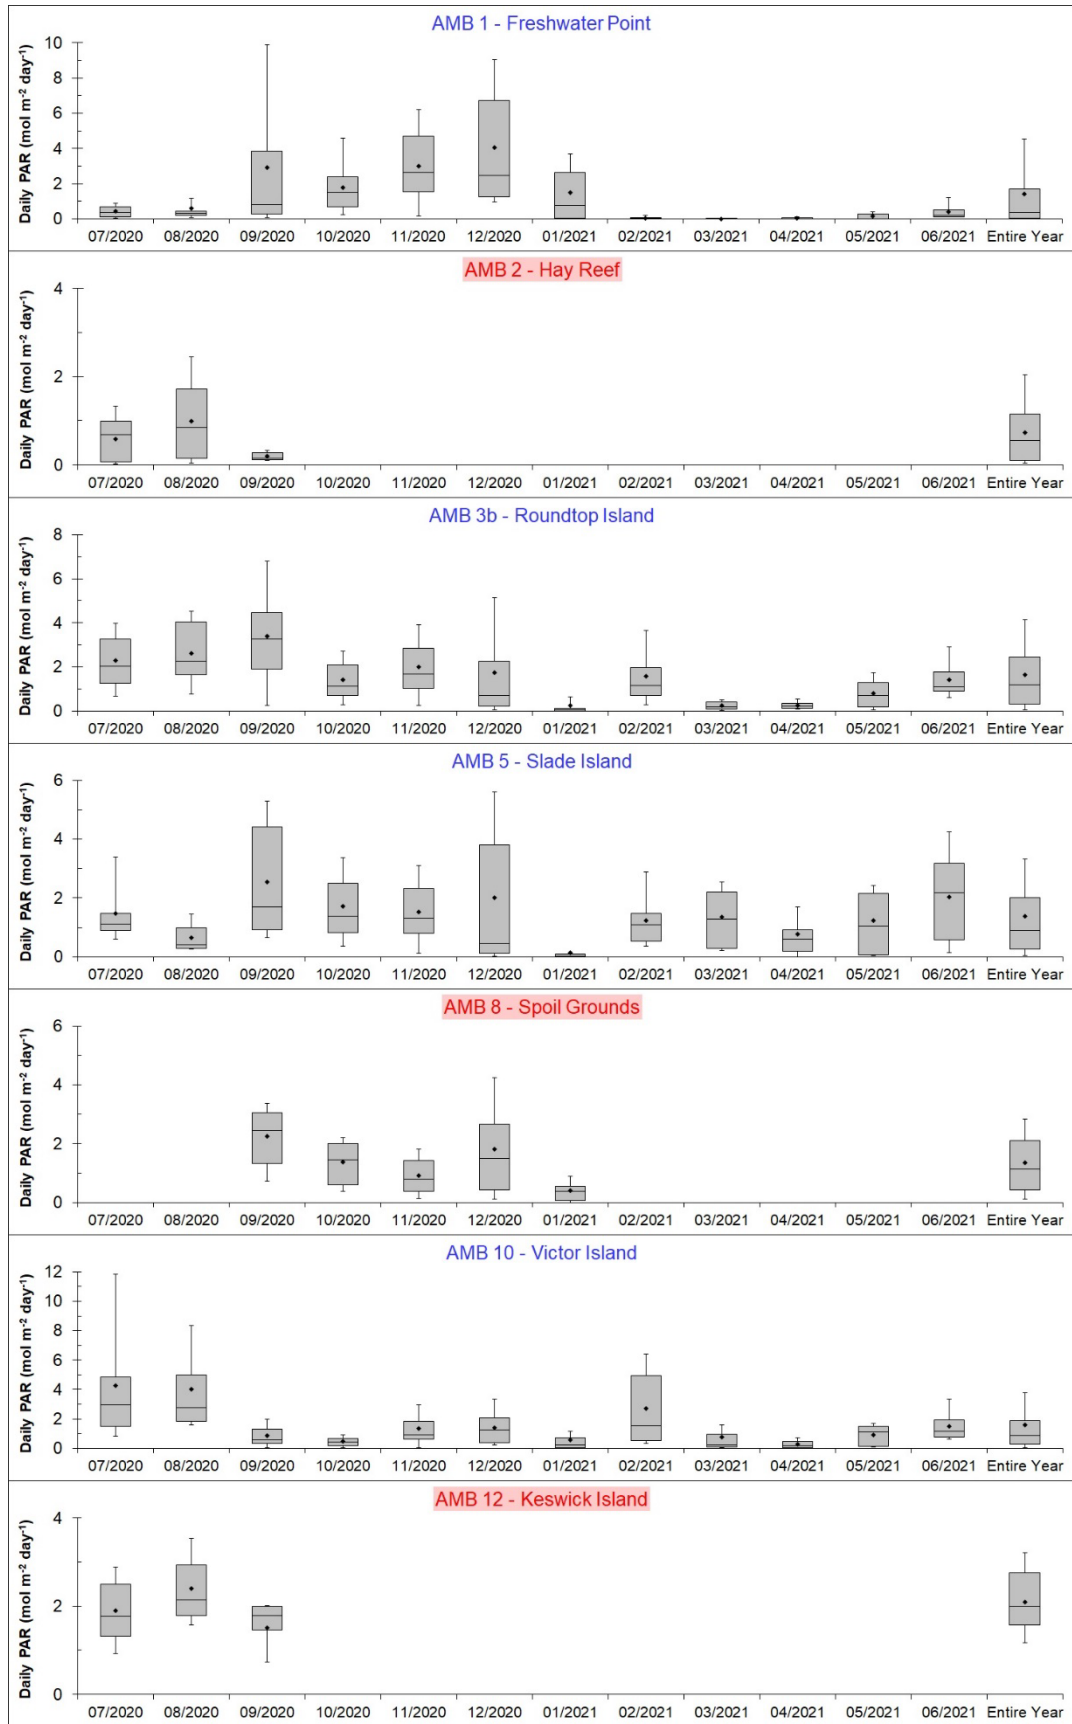 AMB 1 - Freshwater Point
Daily PAR (mol m⁻² day⁻¹)
10
8
6
4
2
0
07/2020 08/2020 09/2020 10/2020 11/2020 12/2020 01/2021 02/2021 03/2021 04/2021 05/2021 06/2021 Entire Year
AMB 2 - Hay Reef
Daily PAR (mol m⁻² day⁻¹)
4
2
0
07/2020 08/2020 09/2020 10/2020 11/2020 12/2020 01/2021 02/2021 03/2021 04/2021 05/2021 06/2021 Entire Year
AMB 3b - Roundtop Island
Daily PAR (mol m⁻² day⁻¹)
8
6
4
2
0
07/2020 08/2020 09/2020 10/2020 11/2020 12/2020 01/2021 02/2021 03/2021 04/2021 05/2021 06/2021 Entire Year
AMB 5 - Slade Island
Daily PAR (mol m⁻² day⁻¹)
6
4
2
0
07/2020 08/2020 09/2020 10/2020 11/2020 12/2020 01/2021 02/2021 03/2021 04/2021 05/2021 06/2021 Entire Year
AMB 8 - Spoil Grounds
Daily PAR (mol m⁻² day⁻¹)
6
4
2
0
07/2020 08/2020 09/2020 10/2020 11/2020 12/2020 01/2021 02/2021 03/2021 04/2021 05/2021 06/2021 Entire Year
AMB 10 - Victor Island
Daily PAR (mol m⁻² day⁻¹)
12
10
8
6
4
2
0
07/2020 08/2020 09/2020 10/2020 11/2020 12/2020 01/2021 02/2021 03/2021 04/2021 05/2021 06/2021 Entire Year
AMB 12 - Keswick Island
Daily PAR (mol m⁻² day⁻¹)
4
2
0
07/2020 08/2020 09/2020 10/2020 11/2020 12/2020 01/2021 02/2021 03/2021 04/2021 05/2021 06/2021 Entire Year